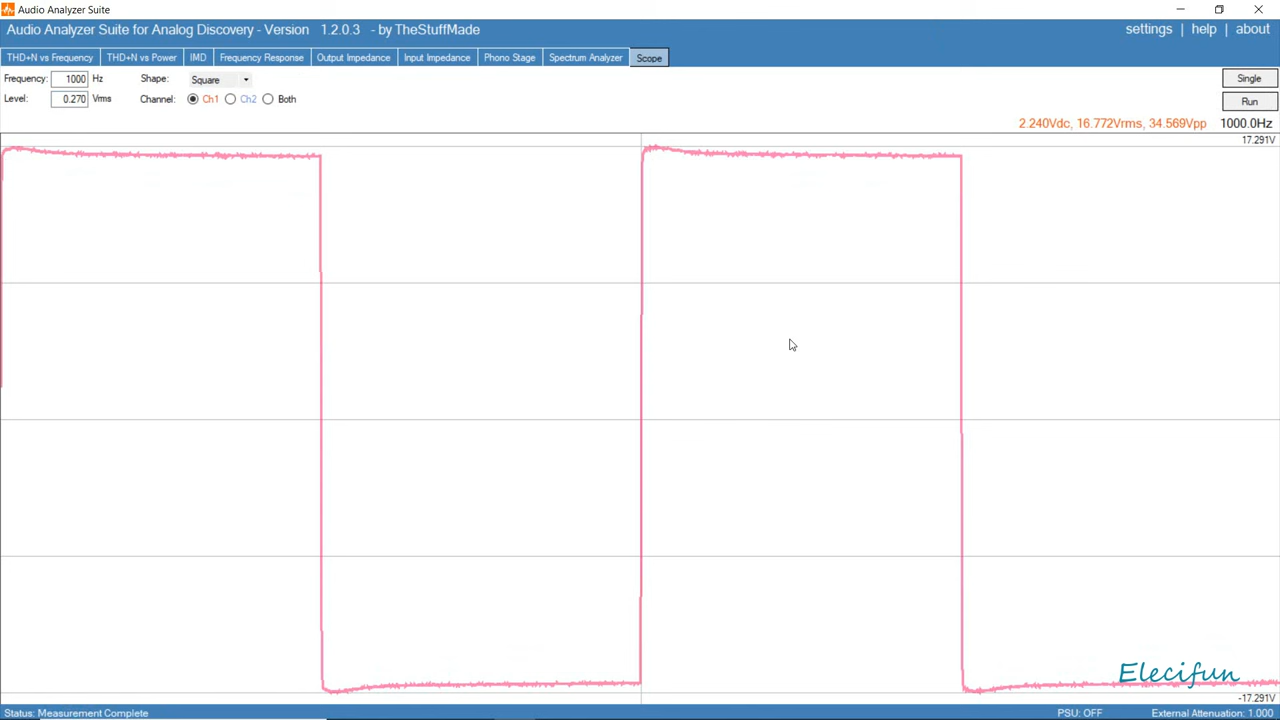 Audio Analyzer Suite
Audio Analyzer Suite for Analog Discovery - Version 1.2.0.3 - by TheStuffMade
settings | help | about
THD+N vs Frequency THD+N vs Power IMD Frequency Response Output Impedance Input Impedance Phono Stage Spectrum Analyzer Scope
Frequency: 1000 Hz Shape: Square Single
Level: 0.270 Vrms Channel: Ch1 Ch2 Both Run
2.240Vdc, 16.772Vrms, 34.569Vpp 1000.0Hz
17.291V
Elecifun
-17.291V
Status: Measurement Complete PSU: OFF External Attenuation: 1.000